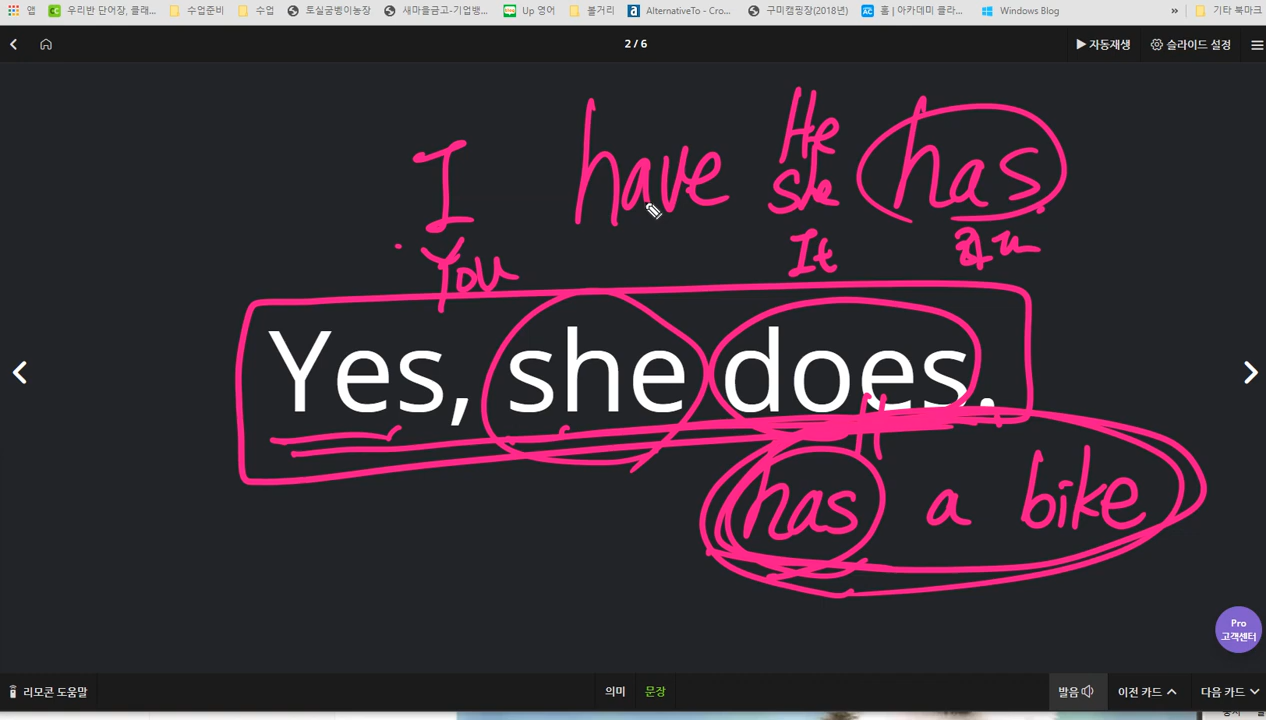 앱 우리반 단어장, 클래... 수업준비 수업 토실굼벵이농장 새마을금고-기업뱅... Up 영어 볼거리 AlternativeTo - Cro... 구미캠핑장(2018년) 홈 | 아카데미 클라... Windows Blog » 기타 북마크
2 / 6 자동재생 슬라이드 설정
I have He has
she
You It
Yes, she does.
has a bike
Pro
고객센터
리모콘 도움말 의미 문장 발음 이전 카드 다음 카드